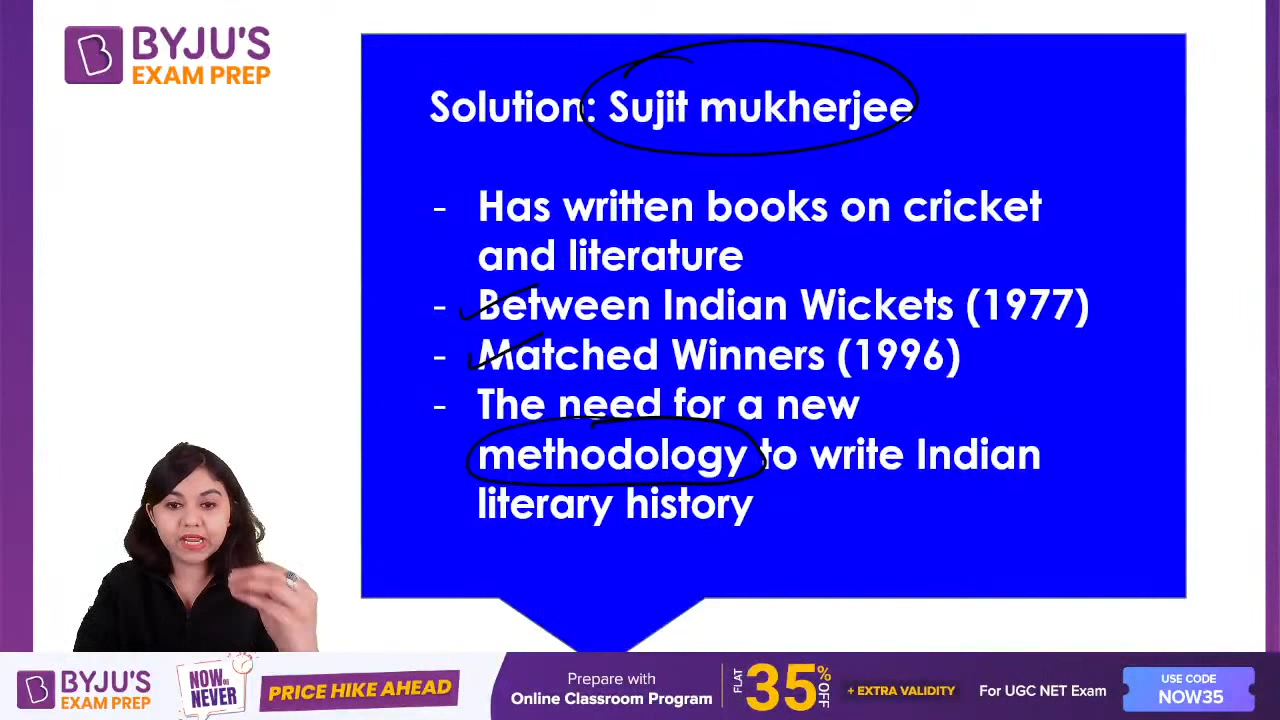 BYJU'S
EXAM PREP
Solution: Sujit mukherjee
- Has written books on cricket
and literature
- Between Indian Wickets (1977)
- Matched Winners (1996)
- The need for a new
methodology to write Indian
literary history
BYJU'S
EXAM PREP
NOW OR
NEVER
PRICE HIKE AHEAD
Prepare with
Online Classroom Program
FLAT
35% OFF
+ EXTRA VALIDITY
For UGC NET Exam
USE CODE
NOW35